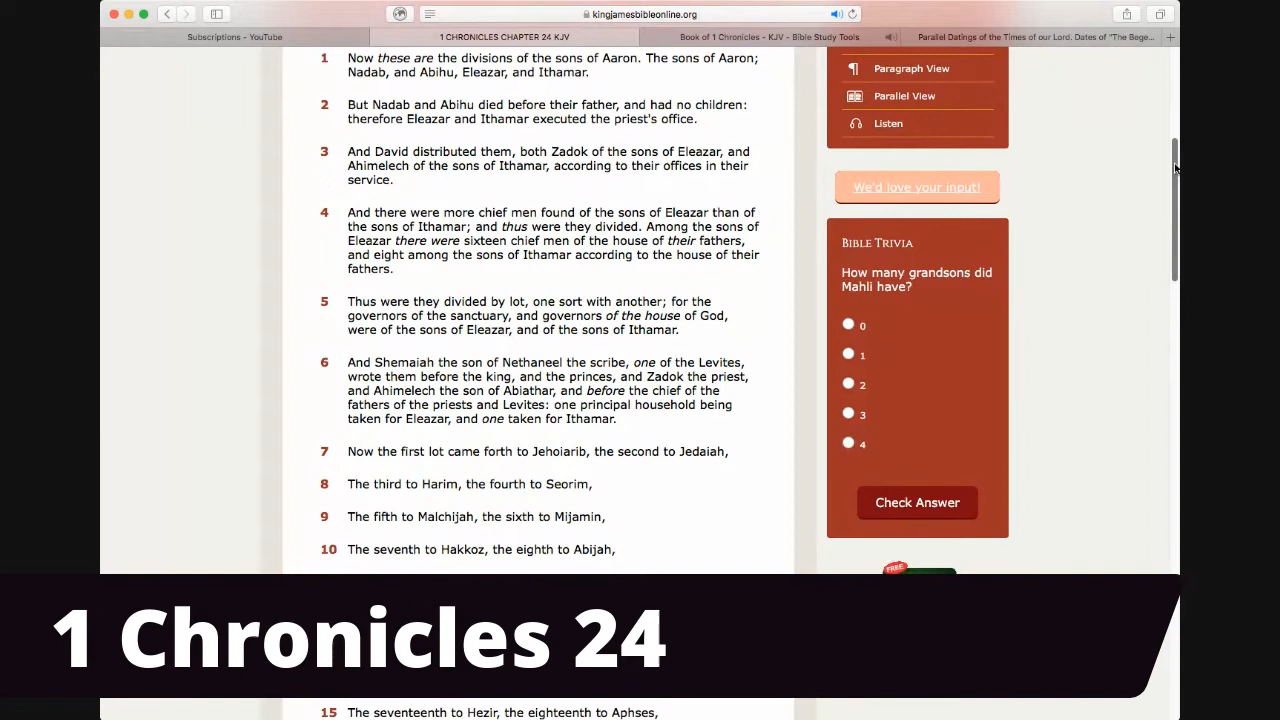 kingjamesbibleonline.org
Subscriptions - YouTube
1 CHRONICLES CHAPTER 24 KJV
Book of 1 Chronicles - KJV - Bible Study Tools
Parallel Datings of the Times of our Lord. Dates of "The Bege...
1 Now these are the divisions of the sons of Aaron. The sons of Aaron;
Nadab, and Abihu, Eleazar, and Ithamar.
2 But Nadab and Abihu died before their father, and had no children:
therefore Eleazar and Ithamar executed the priest's office.
3 And David distributed them, both Zadok of the sons of Eleazar, and
Ahimelech of the sons of Ithamar, according to their offices in their
service.
4 And there were more chief men found of the sons of Eleazar than of
the sons of Ithamar; and thus were they divided. Among the sons of
Eleazar there were sixteen chief men of the house of their fathers,
and eight among the sons of Ithamar according to the house of their
fathers.
5 Thus were they divided by lot, one sort with another; for the
governors of the sanctuary, and governors of the house of God,
were of the sons of Eleazar, and of the sons of Ithamar.
6 And Shemaiah the son of Nethaneel the scribe, one of the Levites,
wrote them before the king, and the princes, and Zadok the priest,
and Ahimelech the son of Abiathar, and before the chief of the
fathers of the priests and Levites: one principal household being
taken for Eleazar, and one taken for Ithamar.
7 Now the first lot came forth to Jehoiarib, the second to Jedaiah,
8 The third to Harim, the fourth to Seorim,
9 The fifth to Malchijah, the sixth to Mijamin,
10 The seventh to Hakkoz, the eighth to Abijah,
15 The seventeenth to Hezir, the eighteenth to Aphses,
Paragraph View
Parallel View
Listen
We'd love your input!
BIBLE TRIVIA
How many grandsons did
Mahli have?
0
1
2
3
4
Check Answer
FREE
1 Chronicles 24